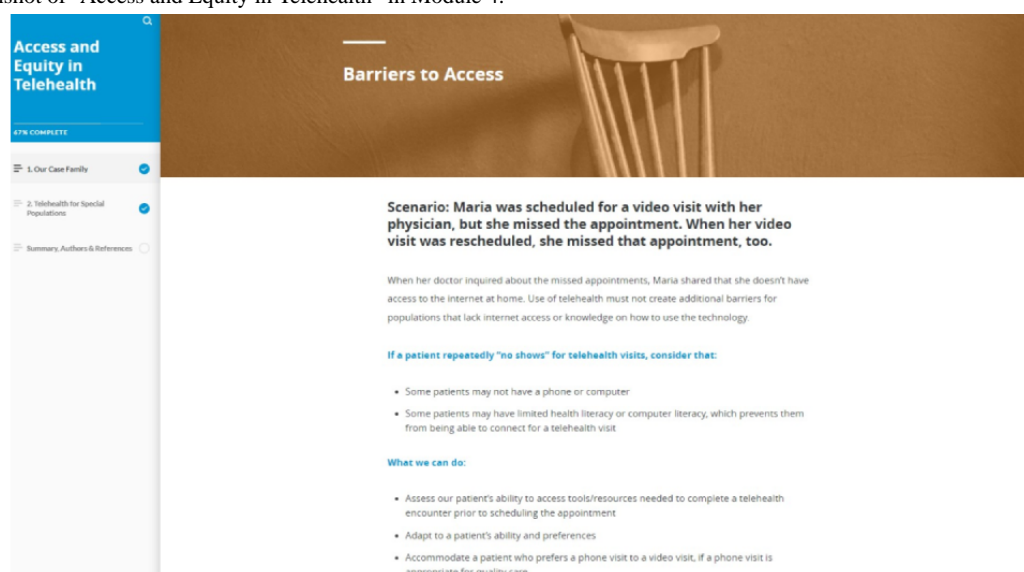 shot of "Access and Equity in Telehealth" in Module 4.
Access and
Equity in
Telehealth
67% COMPLETE
1. Our Case Family
2. Telehealth for Special
Populations
Summary, Authors & References
Barriers to Access
Scenario: Maria was scheduled for a video visit with her
physician, but she missed the appointment. When her video
visit was rescheduled, she missed that appointment, too.
When her doctor inquired about the missed appointments, Maria shared that she doesn't have
access to the internet at home. Use of telehealth must not create additional barriers for
populations that lack internet access or knowledge on how to use the technology.
If a patient repeatedly "no shows" for telehealth visits, consider that:
• Some patients may not have a phone or computer
• Some patients may have limited health literacy or computer literacy, which prevents them
from being able to connect for a telehealth visit
What we can do:
• Assess our patient's ability to access tools/resources needed to complete a telehealth
encounter prior to scheduling the appointment
• Adapt to a patient's ability and preferences
• Accommodate a patient who prefers a phone visit to a video visit, if a phone visit is
appropriate for quality care